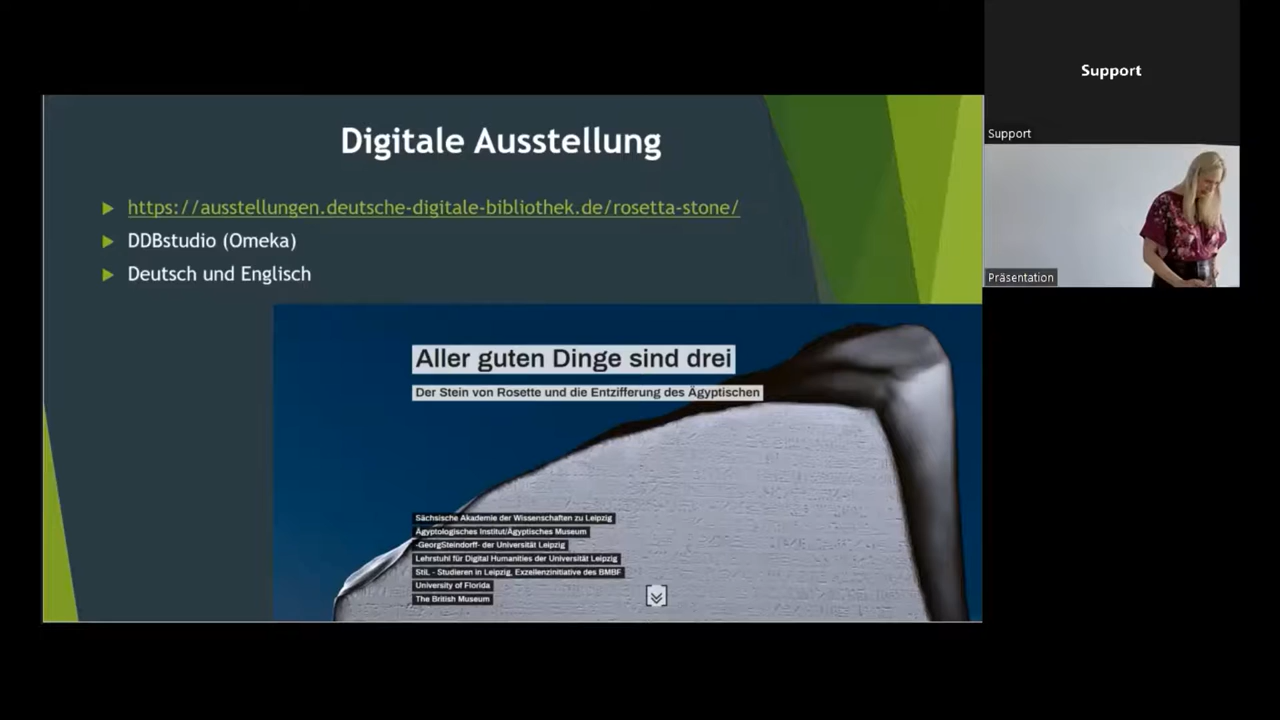 Digitale Ausstellung
https://ausstellungen.deutsche-digitale-bibliothek.de/rosetta-stone/
DDBstudio (Omeka)
Deutsch und Englisch
Aller guten Dinge sind drei
Der Stein von Rosette und die Entzifferung des Ägyptischen
Sächsische Akademie der Wissenschaften zu Leipzig
Ägyptologisches Institut/Ägyptisches Museum
-GeorgSteindorff- der Universität Leipzig
Lehrstuhl für Digital Humanities der Universität Leipzig
StiL - Studieren in Leipzig, Exzellenzinitiative des BMBF
University of Florida
The British Museum
Support
Support
Präsentation